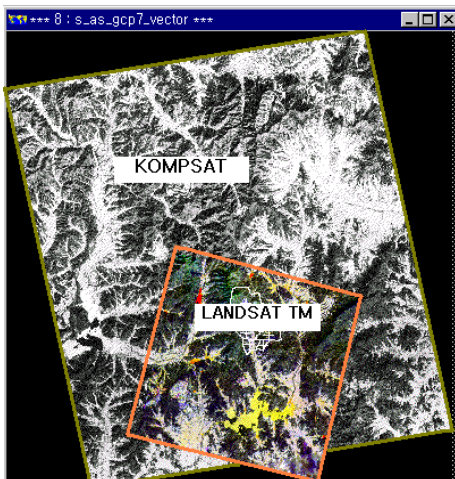 *** 8 : s_as_gcp7_vector ***
KOMPSAT
LANDSAT TM